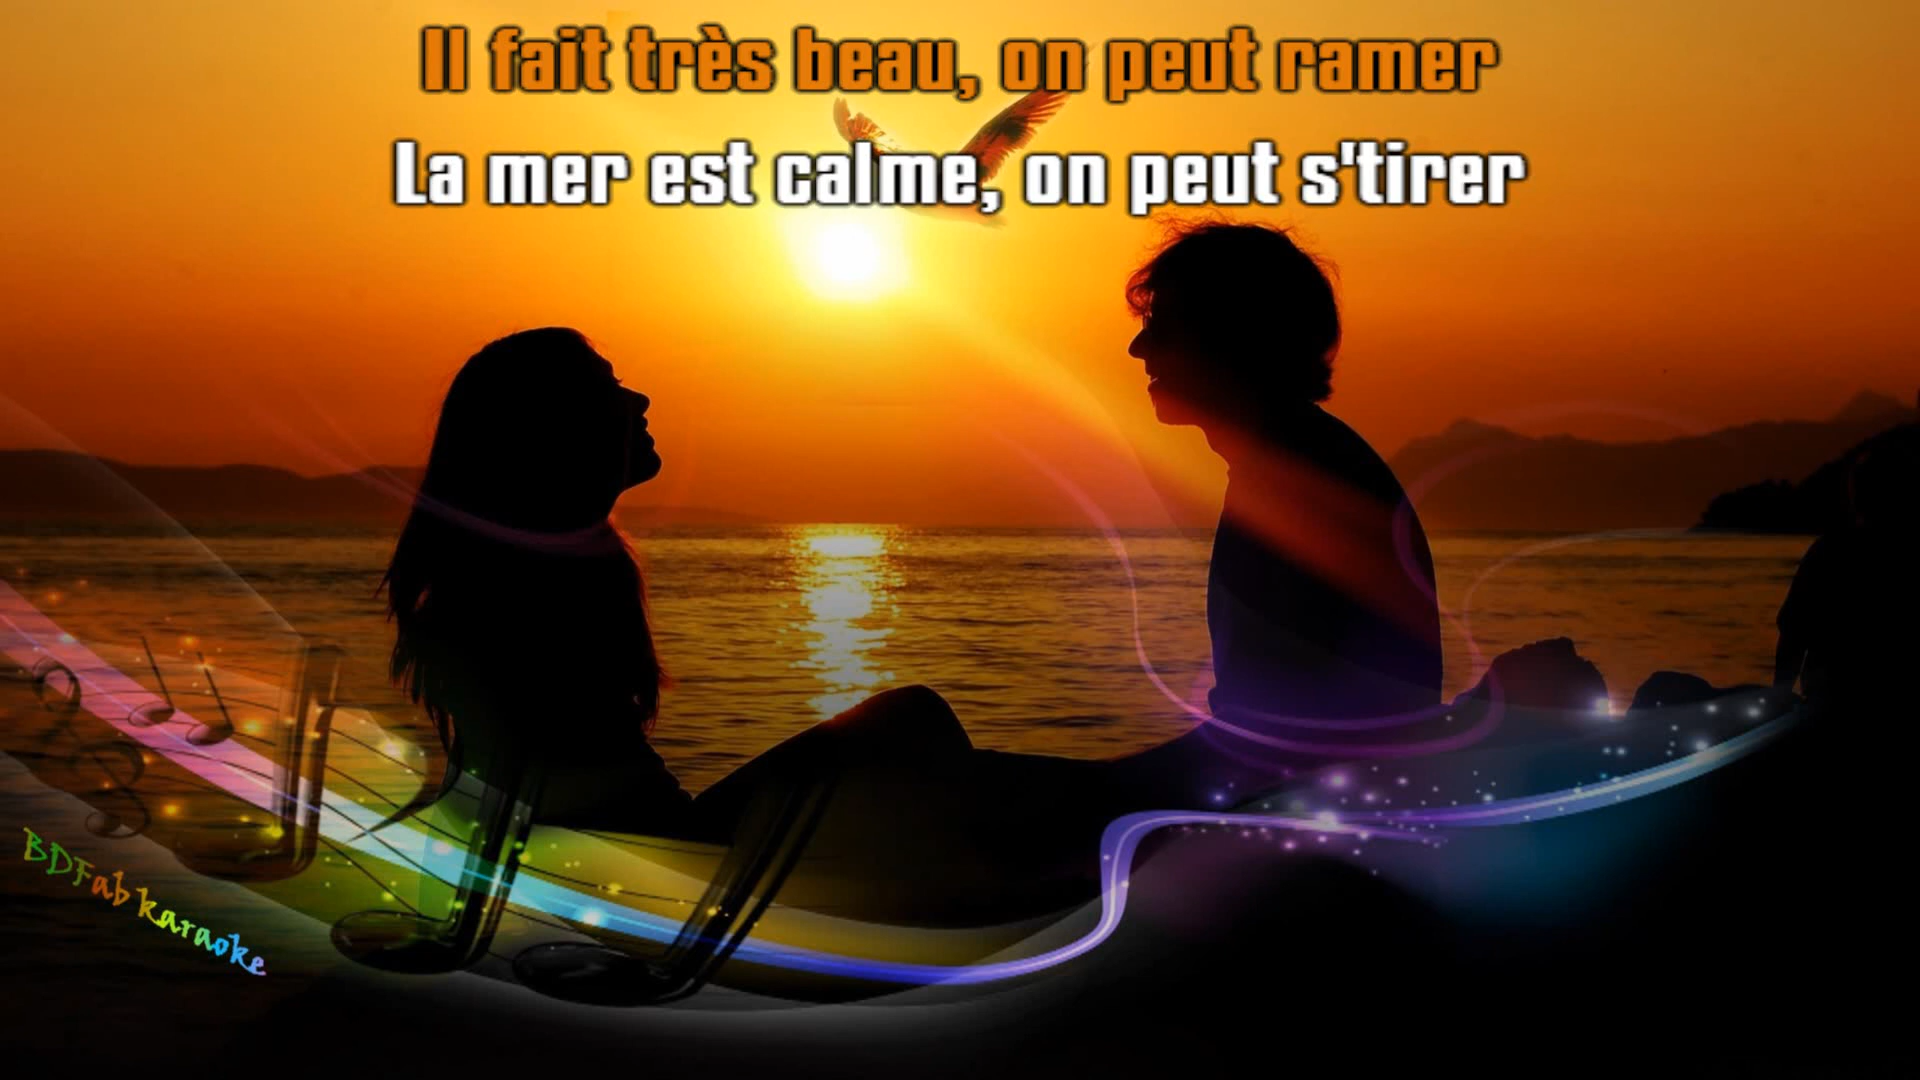 Il fait très beau, on peut ramer
La mer est calme, on peut s'tirer
BDFab karaoke